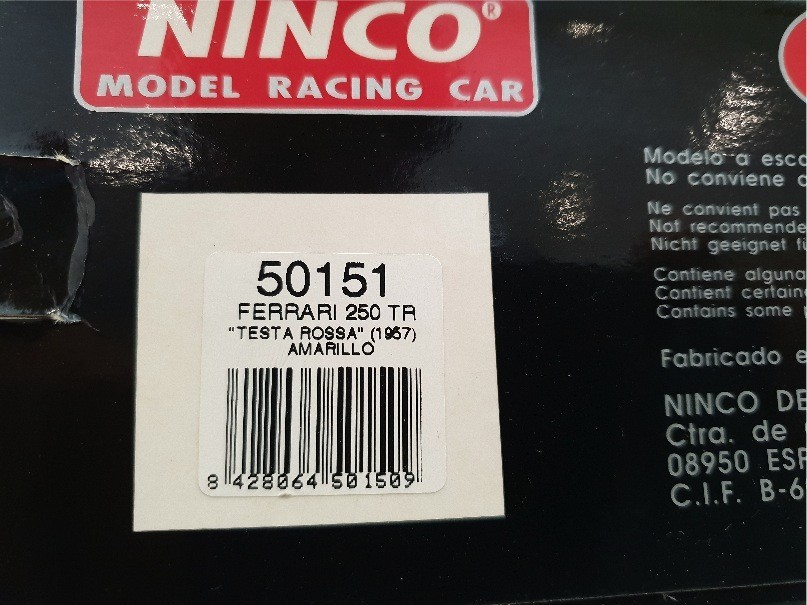 NINCO®
MODEL RACING CAR
50151
FERRARI 250 TR
"TESTA ROSSA" (1957)
AMARILLO
8 428064 501509
Modelo a esca
No conviene
Ne convient pas
Not recommende
Nicht geeignet fü
Contiene alguna
Contient certain
Contains some
Fabricado e
NINCO DE
Ctra. de
08950 ESP
C.I.F. B-6